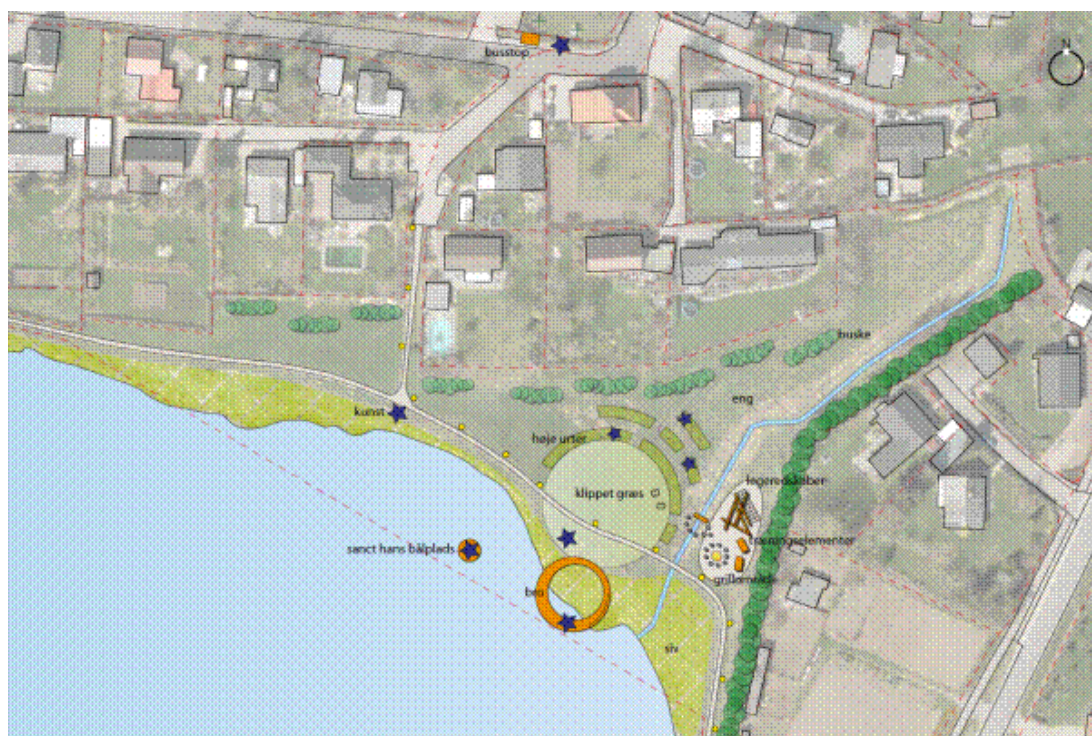 N
busstop
buske
eng
kunst
høje urter
klippet græs
legeredskaber
træningselementer
sanct hans bålplads
grillområde
bro
siv